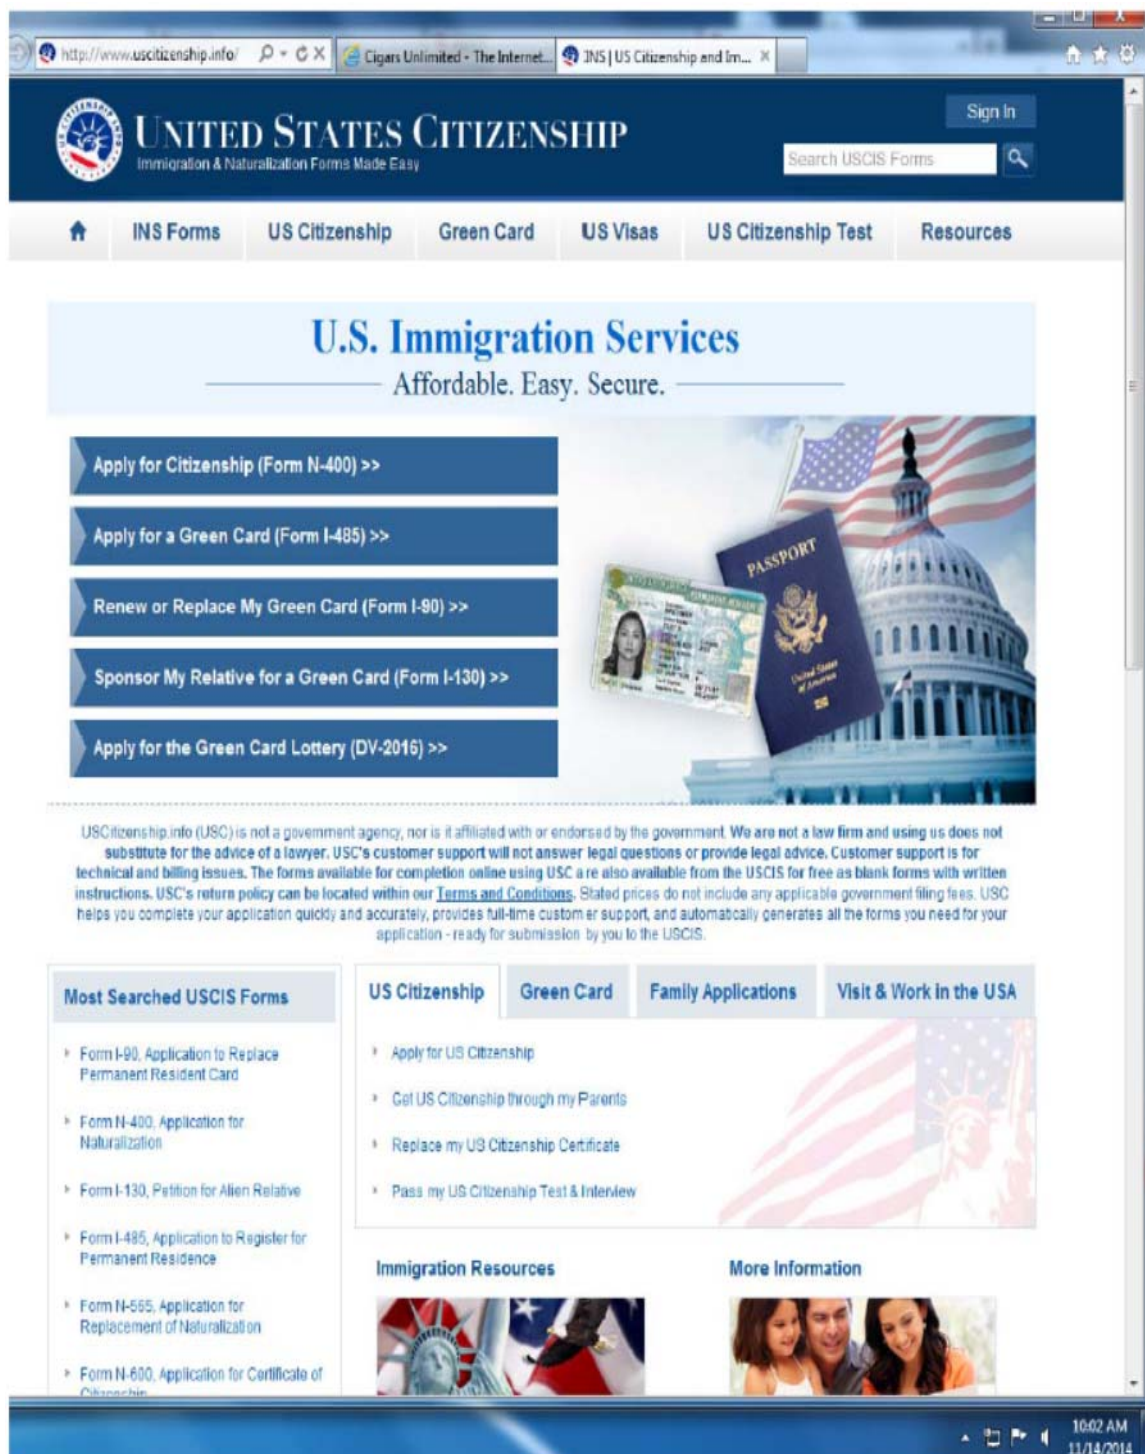 http://www.uscitizenship.info/
Cigars Unlimited - The Internet...
INS | US Citizenship and Im...
UNITED STATES CITIZENSHIP
Immigration & Naturalization Forms Made Easy
Sign In
Search USCIS Forms
INS Forms
US Citizenship
Green Card
US Visas
US Citizenship Test
Resources
U.S. Immigration Services
Affordable. Easy. Secure.
Apply for Citizenship (Form N-400) >>
Apply for a Green Card (Form I-485) >>
Renew or Replace My Green Card (Form I-90) >>
Sponsor My Relative for a Green Card (Form I-130) >>
Apply for the Green Card Lottery (DV-2016) >>
PASSPORT
United States
of America
USCitizenship.info (USC) is not a government agency, nor is it affiliated with or endorsed by the government. We are not a law firm and using us does not
substitute for the advice of a lawyer. USC's customer support will not answer legal questions or provide legal advice. Customer support is for
technical and billing issues. The forms available for completion online using USC a re also available from the USCIS for free as blank forms with written
instructions. USC's return policy can be located within our Terms and Conditions. Stated prices do not include any applicable government filing fees. USC
helps you complete your application quickly and accurately, provides full-time custom er support, and automatically generates all the forms you need for your
application - ready for submission by you to the USCIS.
Most Searched USCIS Forms
Form I-90, Application to Replace
Permanent Resident Card
Form N-400, Application for
Naturalization
Form I-130, Petition for Alien Relative
Form I-485, Application to Register for
Permanent Residence
Form N-565, Application for
Replacement of Naturalization
Form N-600, Application for Certificate of
Citizenship
US Citizenship
Green Card
Family Applications
Visit & Work in the USA
Apply for US Citizenship
Get US Citizenship through my Parents
Replace my US Citizenship Certificate
Pass my US Citizenship Test & Interview
Immigration Resources
More Information
10:02 AM
11/14/2014